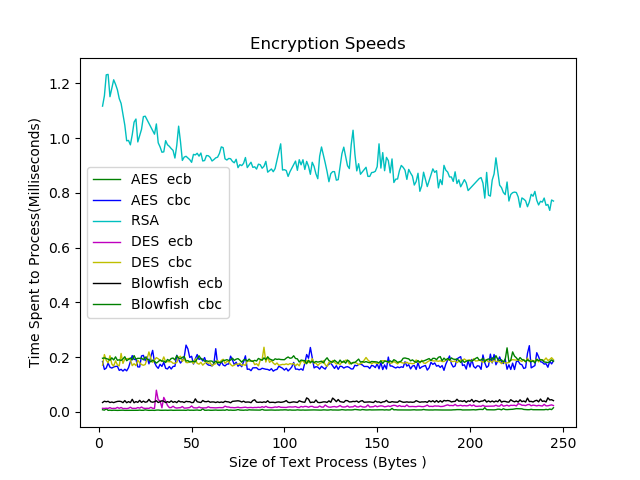 Encryption Speeds
Time Spent to Process(Milliseconds)
1.2
1.0
0.8
0.6
0.4
0.2
0.0
AES ecb
AES cbc
RSA
DES ecb
DES cbc
Blowfish ecb
Blowfish cbc
0 50 100 150 200 250
Size of Text Process (Bytes )